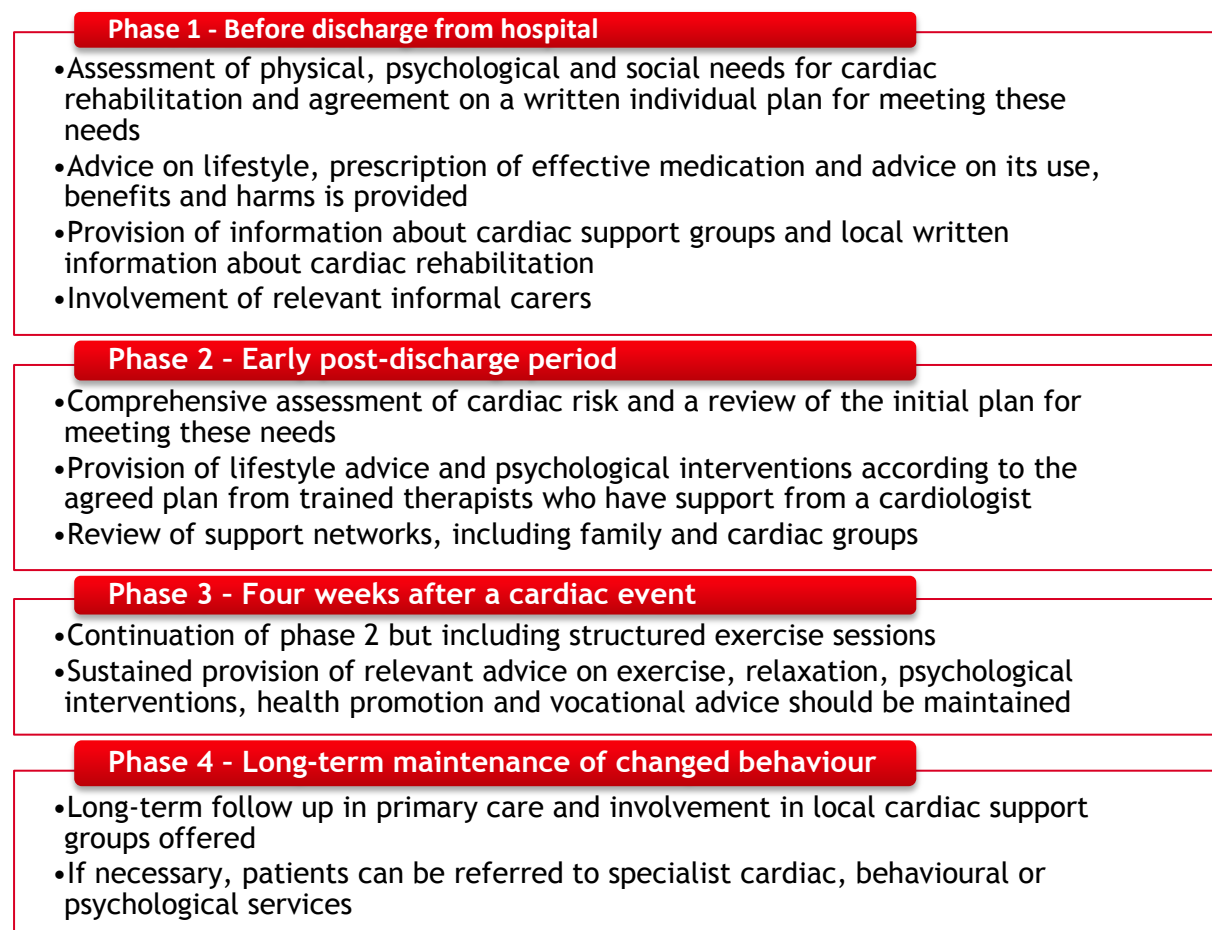 Phase 1 - Before discharge from hospital
•Assessment of physical, psychological and social needs for cardiac
rehabilitation and agreement on a written individual plan for meeting these
needs
•Advice on lifestyle, prescription of effective medication and advice on its use,
benefits and harms is provided
•Provision of information about cardiac support groups and local written
information about cardiac rehabilitation
•Involvement of relevant informal carers
Phase 2 – Early post-discharge period
•Comprehensive assessment of cardiac risk and a review of the initial plan for
meeting these needs
•Provision of lifestyle advice and psychological interventions according to the
agreed plan from trained therapists who have support from a cardiologist
•Review of support networks, including family and cardiac groups
Phase 3 – Four weeks after a cardiac event
•Continuation of phase 2 but including structured exercise sessions
•Sustained provision of relevant advice on exercise, relaxation, psychological
interventions, health promotion and vocational advice should be maintained
Phase 4 – Long-term maintenance of changed behaviour
•Long-term follow up in primary care and involvement in local cardiac support
groups offered
•If necessary, patients can be referred to specialist cardiac, behavioural or
psychological services